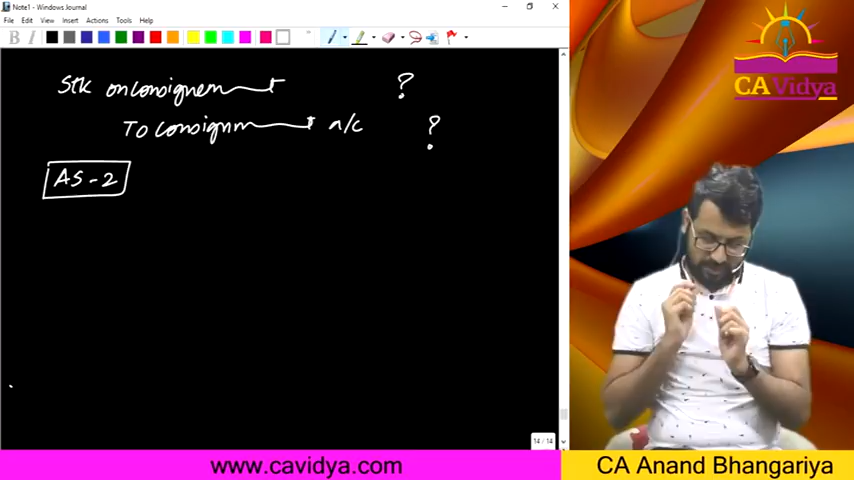 Note1 - Windows Journal
File Edit View Insert Actions Tools Help
B I
CA Vidya
Stk on consignment ?
To consignment a/c ?
AS-2
14 / 14
www.cavidya.com
CA Anand Bhangariya